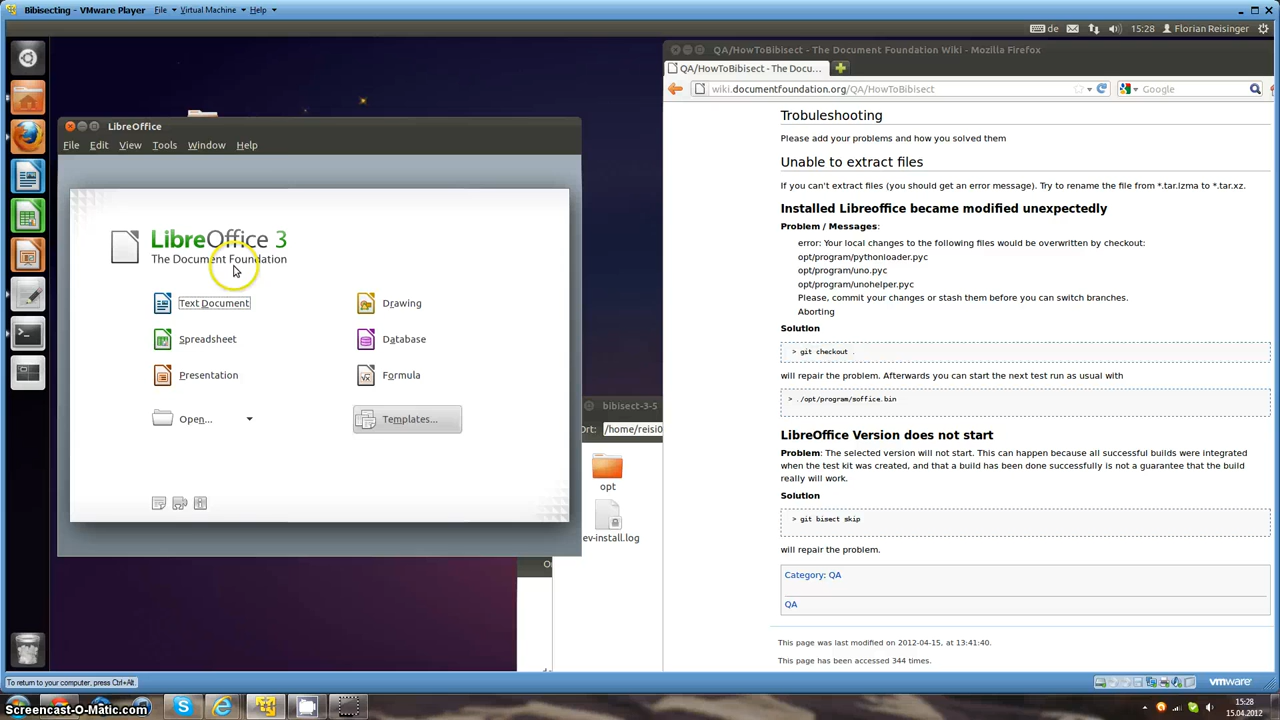 Bibisecting - VMware Player File Virtual Machine Help
de 15:28 Florian Reisinger
QA/HowToBibisect - The Document Foundation Wiki - Mozilla Firefox
QA/HowToBibisect - The Docu...
wiki.documentfoundation.org/QA/HowToBibisect Google
LibreOffice
File Edit View Tools Window Help
LibreOffice 3
The Document Foundation
Text Document Drawing
Spreadsheet Database
Presentation Formula
Open... Templates...
bibisect-3-5
Ort: /home/reisi0
opt
ev-install.log
Trobuleshooting
Please add your problems and how you solved them
Unable to extract files
If you can't extract files (you should get an error message). Try to rename the file from *.tar.lzma to *.tar.xz.
Installed Libreoffice became modified unexpectedly
Problem / Messages:
error: Your local changes to the following files would be overwritten by checkout:
opt/program/pythonloader.pyc
opt/program/uno.pyc
opt/program/unohelper.pyc
Please, commit your changes or stash them before you can switch branches.
Aborting
Solution
> git checkout .
will repair the problem. Afterwards you can start the next test run as usual with
> ./opt/program/soffice.bin
LibreOffice Version does not start
Problem: The selected version will not start. This can happen because all successful builds were integrated
when the test kit was created, and that a build has been done successfully is not a guarantee that the build
really will work.
Solution
> git bisect skip
will repair the problem.
Category: QA
QA
This page was last modified on 2012-04-15, at 13:41:40.
This page has been accessed 344 times.
To return to your computer, press Ctrl+Alt.
vmware
Screencast-O-Matic.com
15:28
15.04.2012